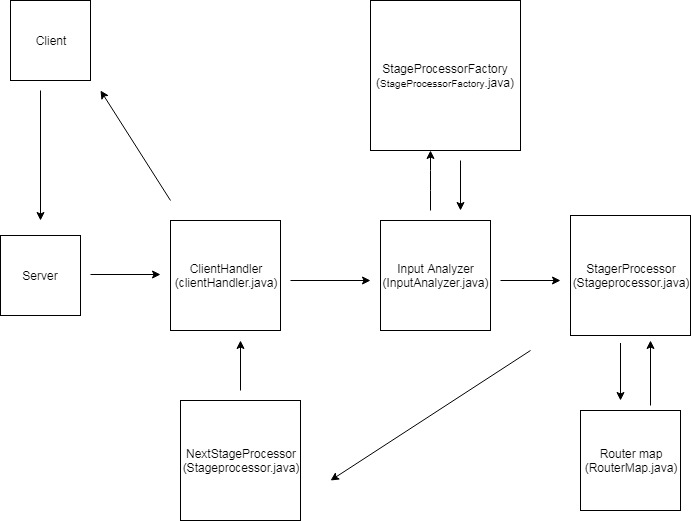 Client
StageProcessorFactory
(StageProcessorFactory.java)
Server
ClientHandler
(clientHandler.java)
Input Analyzer
(InputAnalyzer.java)
StagerProcessor
(Stageprocessor.java)
NextStageProcessor
(Stageprocessor.java)
Router map
(RouterMap.java)